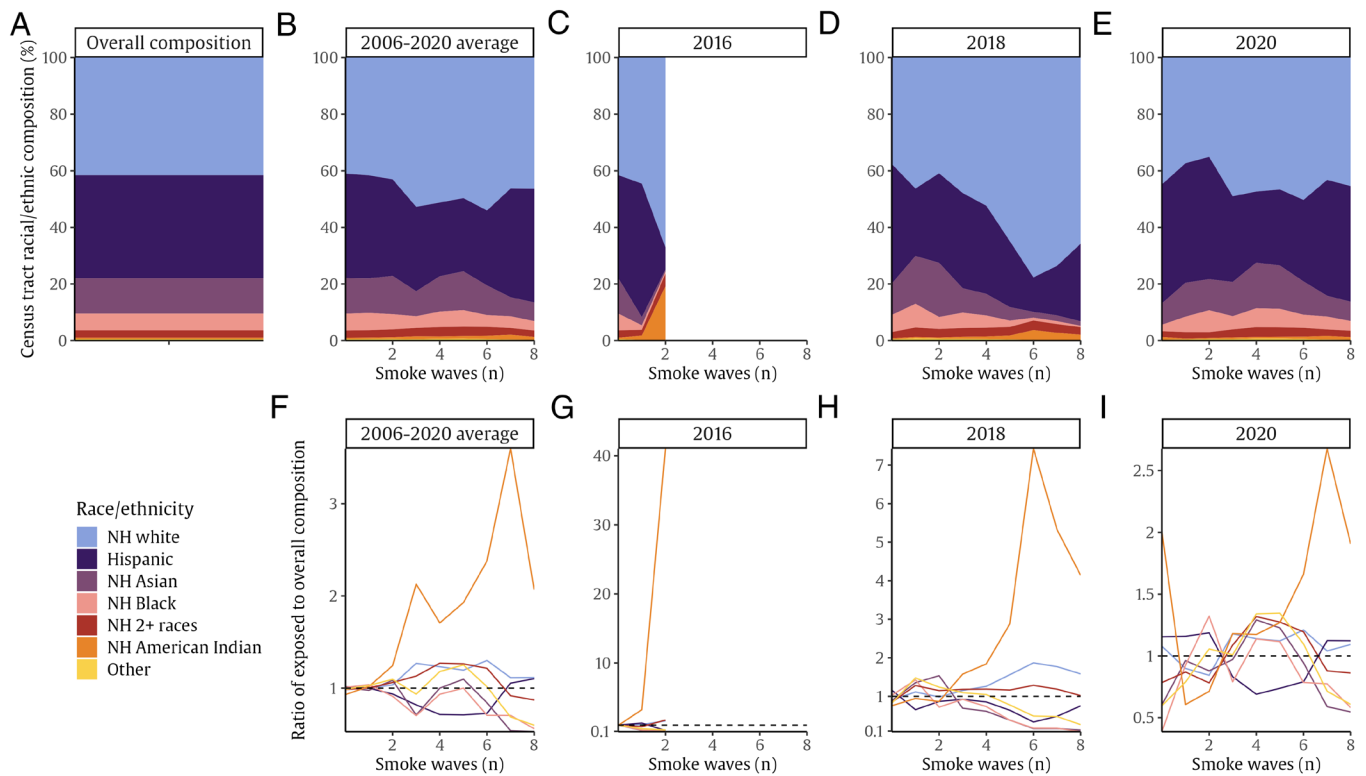 A
B
C
D
E
Overall composition
2006-2020 average
2016
2018
2020
Census tract racial/ethnic composition (%)
100
80
60
40
20
0
100
80
60
40
20
0
2 4 6 8
Smoke waves (n)
100
80
60
40
20
0
2 4 6 8
Smoke waves (n)
100
80
60
40
20
0
2 4 6 8
Smoke waves (n)
100
80
60
40
20
0
2 4 6 8
Smoke waves (n)
F
G
H
I
2006-2020 average
2016
2018
2020
Ratio of exposed to overall composition
3
2
1
2 4 6 8
Smoke waves (n)
40
30
20
10
0.1
2 4 6 8
Smoke waves (n)
7
6
5
4
3
2
1
0.1
2 4 6 8
Smoke waves (n)
2.5
2
1.5
1
0.5
2 4 6 8
Smoke waves (n)
Race/ethnicity
NH white
Hispanic
NH Asian
NH Black
NH 2+ races
NH American Indian
Other